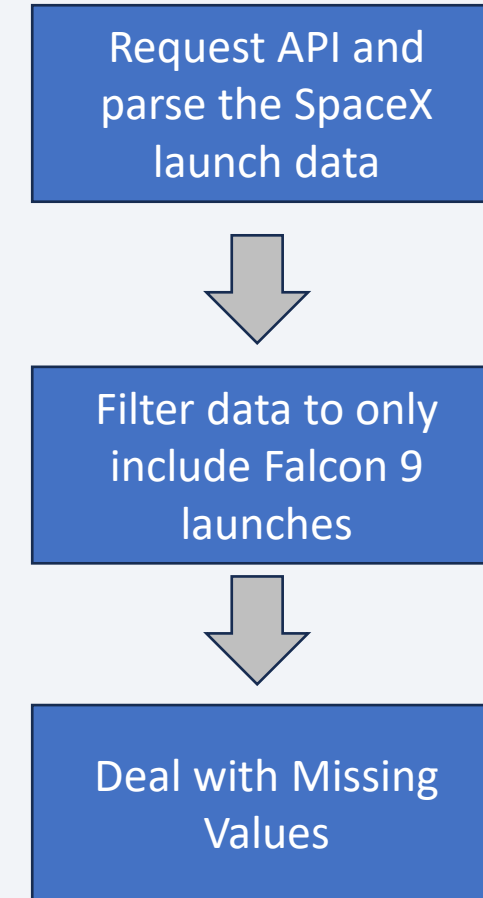 Request API and
parse the SpaceX
launch data
Filter data to only
include Falcon 9
launches
Deal with Missing
Values